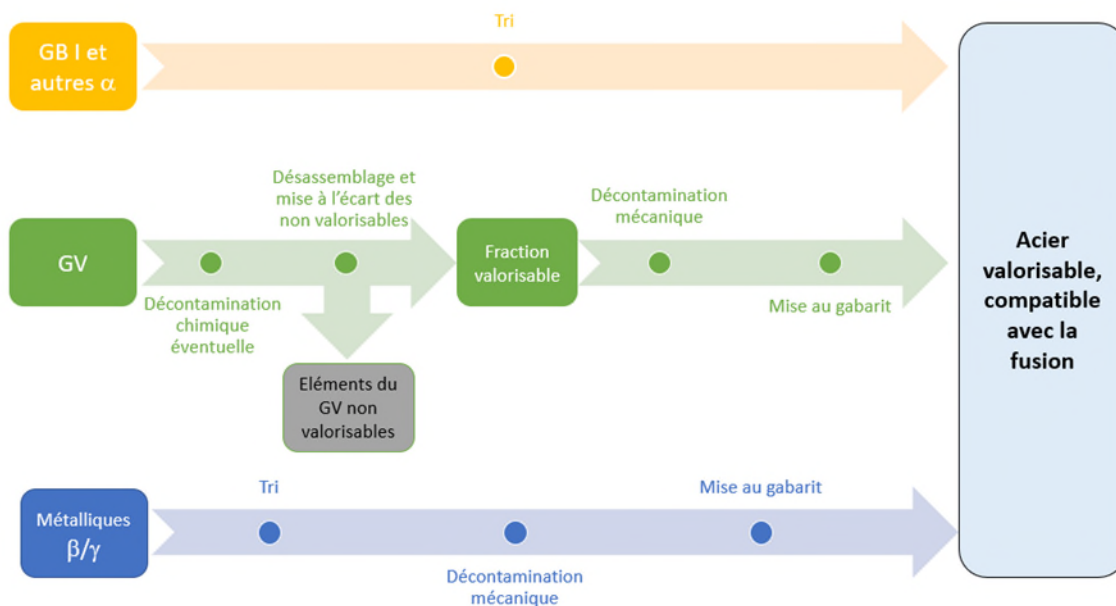 Tri
GB I et
autres α
Désassemblage et
mise à l'écart des
non valorisables
Décontamination
mécanique
GV
Fraction
valorisable
Décontamination
chimique
éventuelle
Mise au gabarit
Eléments du
GV non
valorisables
Acier
valorisable,
compatible
avec la
fusion
Tri
Mise au gabarit
Métalliques
β/γ
Décontamination
mécanique